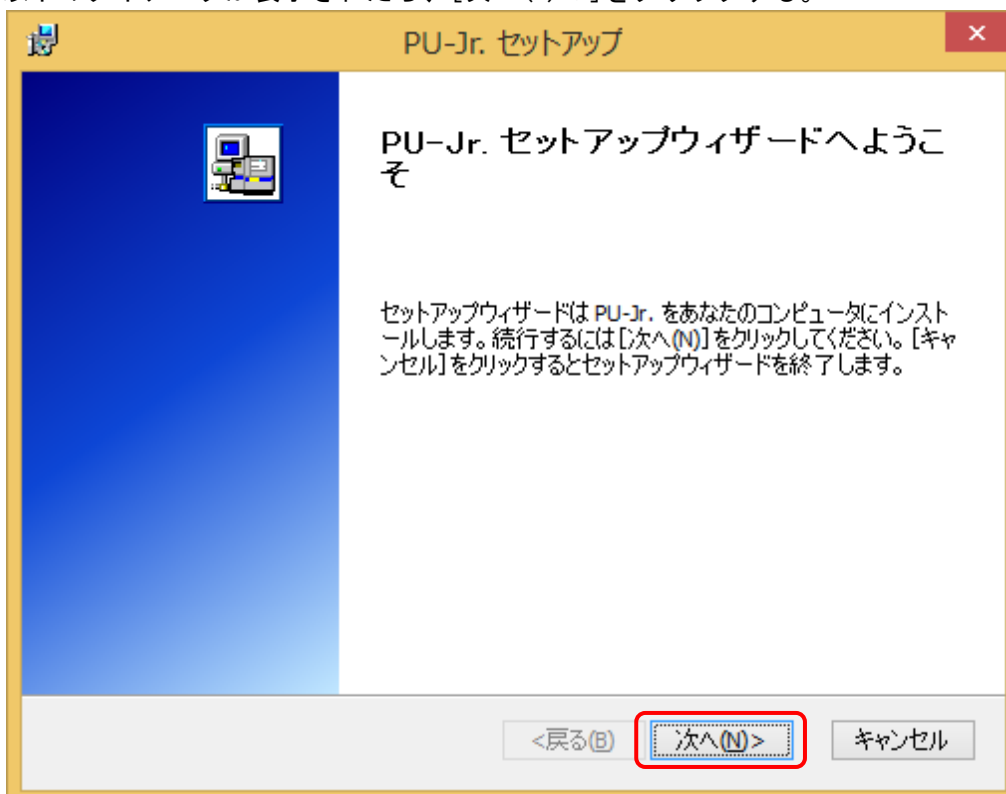 PU-Jr. セットアップ
PU-Jr. セットアップウィザードへようこ
そ
セットアップウィザードは PU-Jr. をあなたのコンピュータにインスト
ールします。続行するには[次へ(N)]をクリックしてください。[キャ
ンセル]をクリックするとセットアップウィザードを終了します。
<戻る(B) 次へ(N)> キャンセル